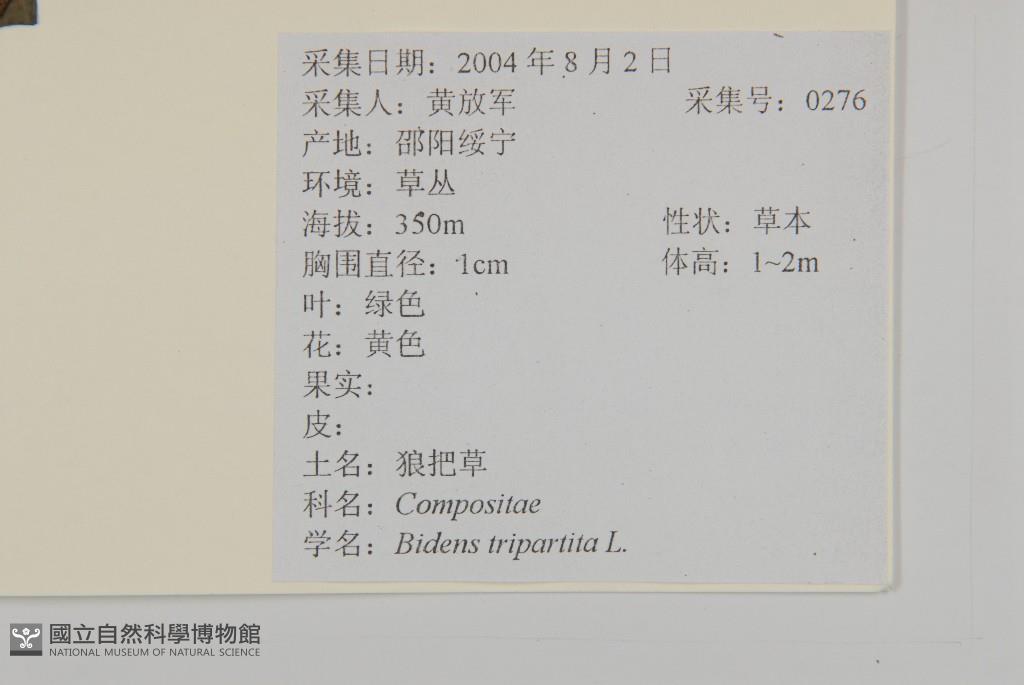 采集日期：2004年8月2日
采集人：黄放军 采集号：0276
产地：邵阳绥宁
环境：草丛
海拔：350m 性状：草本
胸围直径：1cm 体高：1~2m
叶：绿色
花：黄色
果实：
皮：
土名：狼把草
科名：Compositae
学名：Bidens tripartita L.
國立自然科學博物館
NATIONAL MUSEUM OF NATURAL SCIENCE